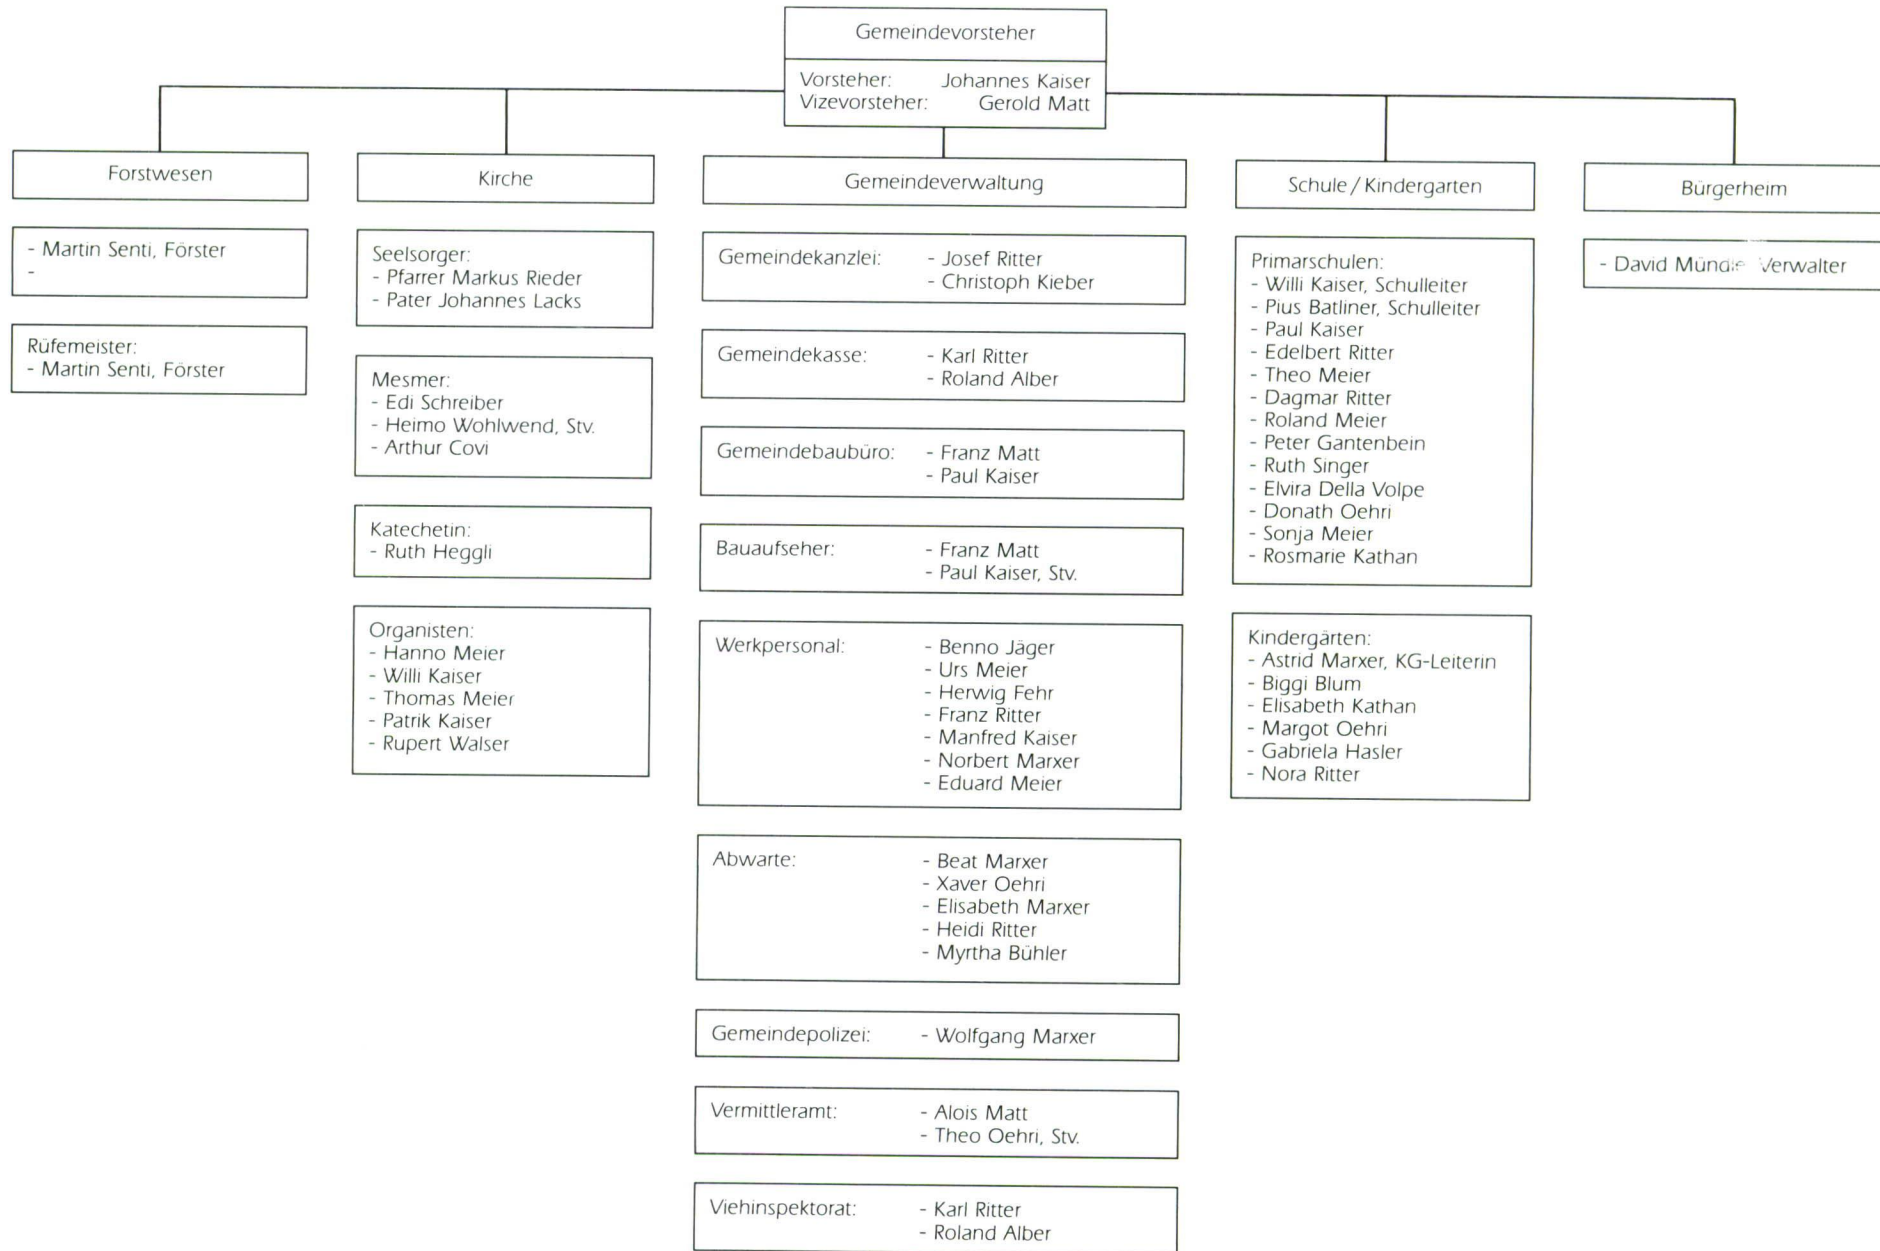 Gemeindevorsteher
Vorsteher: Johannes Kaiser
Vizevorsteher: Gerold Matt
Forstwesen
- Martin Senti, Förster
-
Rüfemeister:
- Martin Senti, Förster
Kirche
Seelsorger:
- Pfarrer Markus Rieder
- Pater Johannes Lacks
Mesmer:
- Edi Schreiber
- Heimo Wohlwend, Stv.
- Arthur Covi
Katechetin:
- Ruth Heggli
Organisten:
- Hanno Meier
- Willi Kaiser
- Thomas Meier
- Patrik Kaiser
- Rupert Walser
Gemeindeverwaltung
Gemeindekanzlei: - Josef Ritter
- Christoph Kieber
Gemeindekasse: - Karl Ritter
- Roland Alber
Gemeindebaubüro: - Franz Matt
- Paul Kaiser
Bauaufseher: - Franz Matt
- Paul Kaiser, Stv.
Werkpersonal: - Benno Jäger
- Urs Meier
- Herwig Fehr
- Franz Ritter
- Manfred Kaiser
- Norbert Marxer
- Eduard Meier
Abwarte: - Beat Marxer
- Xaver Oehri
- Elisabeth Marxer
- Heidi Ritter
- Myrtha Bühler
Gemeindepolizei: - Wolfgang Marxer
Vermittleramt: - Alois Matt
- Theo Oehri, Stv.
Viehinspektorat: - Karl Ritter
- Roland Alber
Schule / Kindergarten
Primarschulen:
- Willi Kaiser, Schulleiter
- Pius Batliner, Schulleiter
- Paul Kaiser
- Edelbert Ritter
- Theo Meier
- Dagmar Ritter
- Roland Meier
- Peter Gantenbein
- Ruth Singer
- Elvira Della Volpe
- Donath Oehri
- Sonja Meier
- Rosmarie Kathan
Kindergärten:
- Astrid Marxer, KG-Leiterin
- Biggi Blum
- Elisabeth Kathan
- Margot Oehri
- Gabriela Hasler
- Nora Ritter
Bürgerheim
- David Verwalter